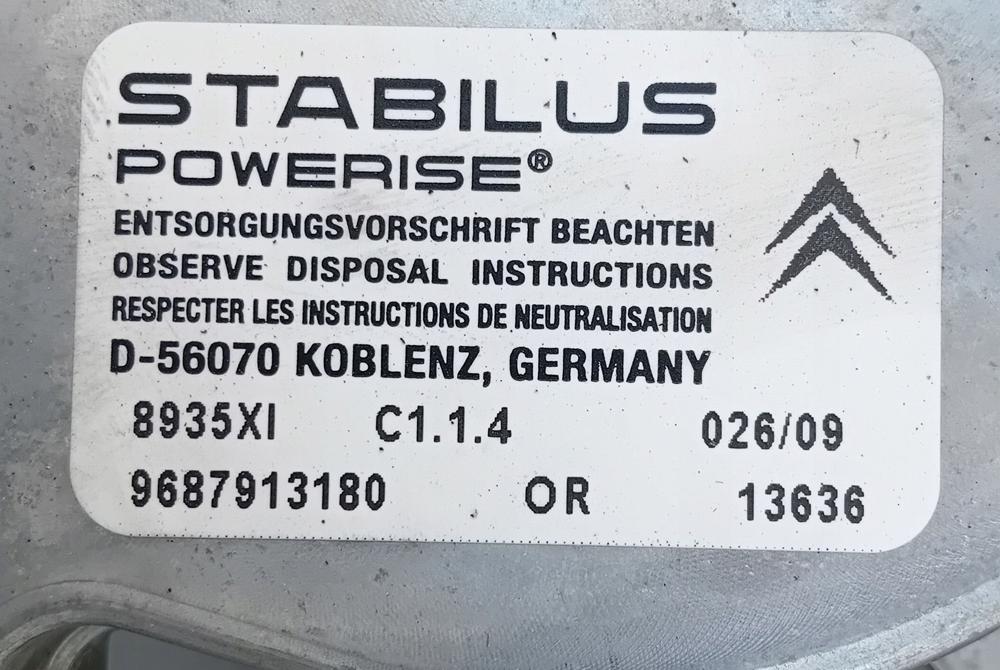 STABILUS
POWERISE®
ENTSORGUNGSVORSCHRIFT BEACHTEN
OBSERVE DISPOSAL INSTRUCTIONS
RESPECTER LES INSTRUCTIONS DE NEUTRALISATION
D-56070 KOBLENZ, GERMANY
8935XI C1.1.4 026/09
9687913180 OR 13636